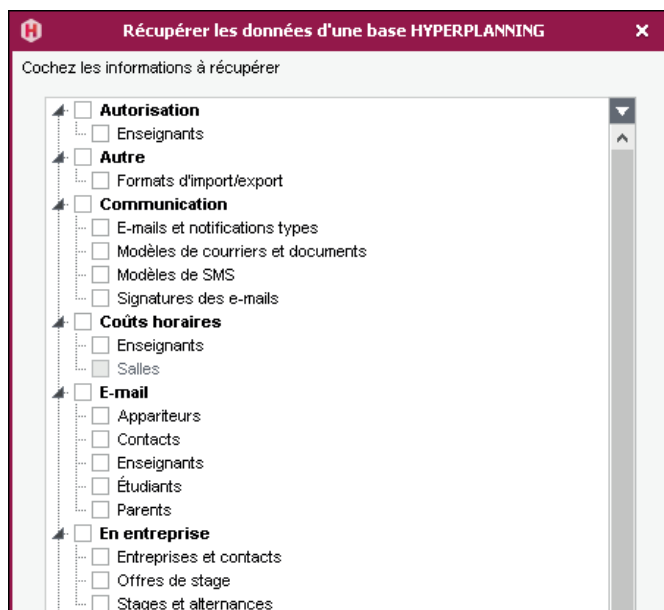 Récupérer les données d'une base HYPERPLANNING
Cochez les informations à récupérer
Autorisation
Enseignants
Autre
Formats d'import/export
Communication
E-mails et notifications types
Modèles de courriers et documents
Modèles de SMS
Signatures des e-mails
Coûts horaires
Enseignants
Salles
E-mail
Appariteurs
Contacts
Enseignants
Étudiants
Parents
En entreprise
Entreprises et contacts
Offres de stage
Stages et alternances